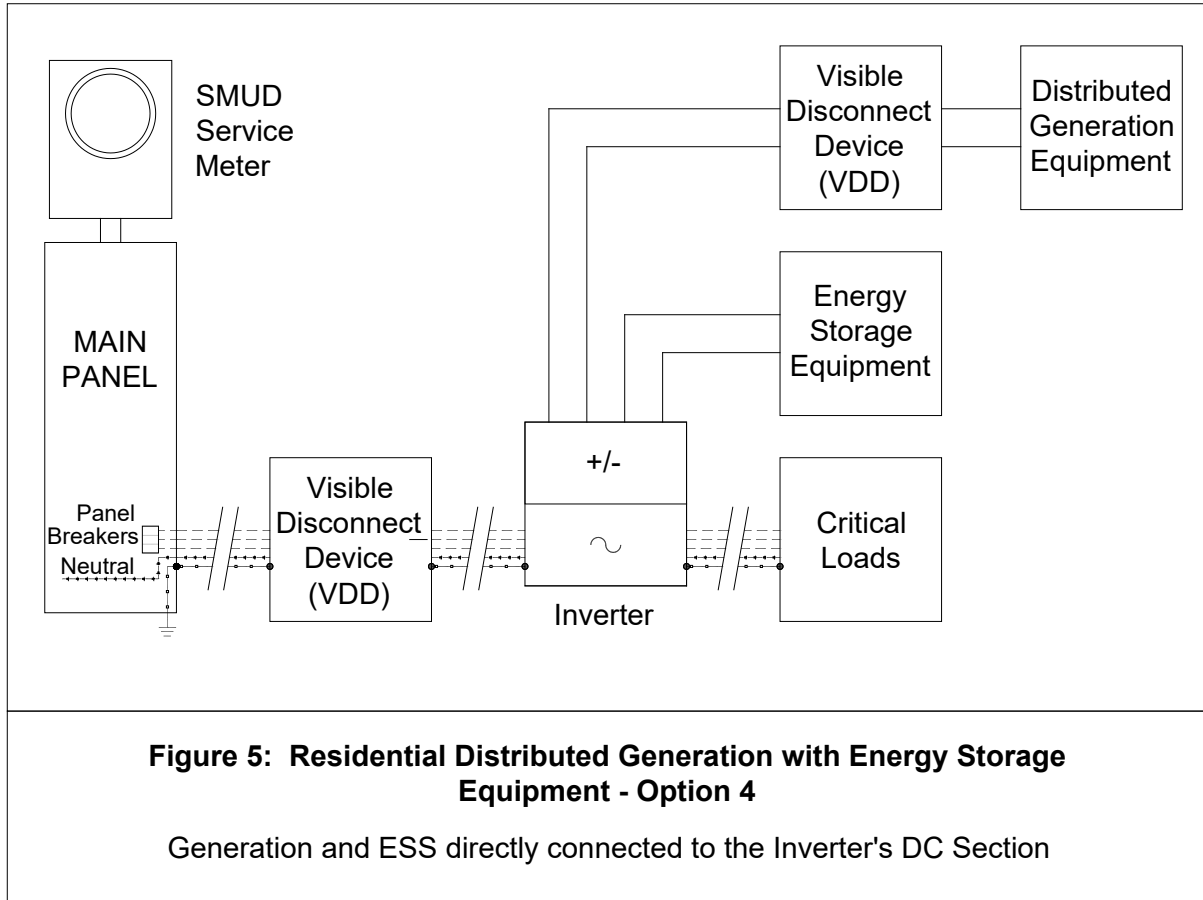 SMUD
Service
Meter
Visible
Disconnect
Device
(VDD)
Distributed
Generation
Equipment
MAIN
PANEL
Energy
Storage
Equipment
+/-
Panel
Breakers
Neutral
Visible
Disconnect
Device
(VDD)
Inverter
Critical
Loads
Figure 5: Residential Distributed Generation with Energy Storage
Equipment - Option 4
Generation and ESS directly connected to the Inverter's DC Section